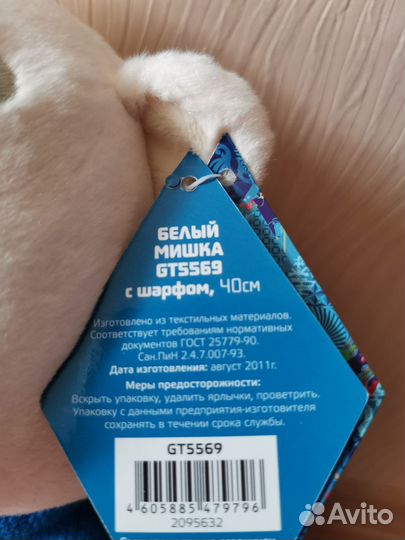 БЕЛЫЙ
МИШКА
GT5569
с шарфом, 40см
Изготовлено из текстильных материалов.
Соответствует требованиям нормативных
документов ГОСТ 25779-90.
Сан.ПиН 2.4.7.007-93.
Дата изготовления: август 2011г.
Меры предосторожности:
Вскрыть упаковку, удалить ярлычки, проветрить.
Упаковку с данными предприятия-изготовителя
сохранять в течении срока службы.
GT5569
4 605885 479796
2095632
Avito